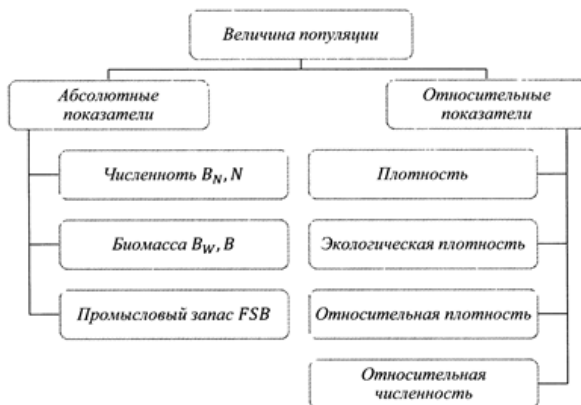 Величина популяции
Абсолютные
показатели
Относительные
показатели
Численноть B_N, N
Плотность
Биомасса B_W, B
Экологическая плотность
Промысловый запас FSB
Относительная плотность
Относительная
численность